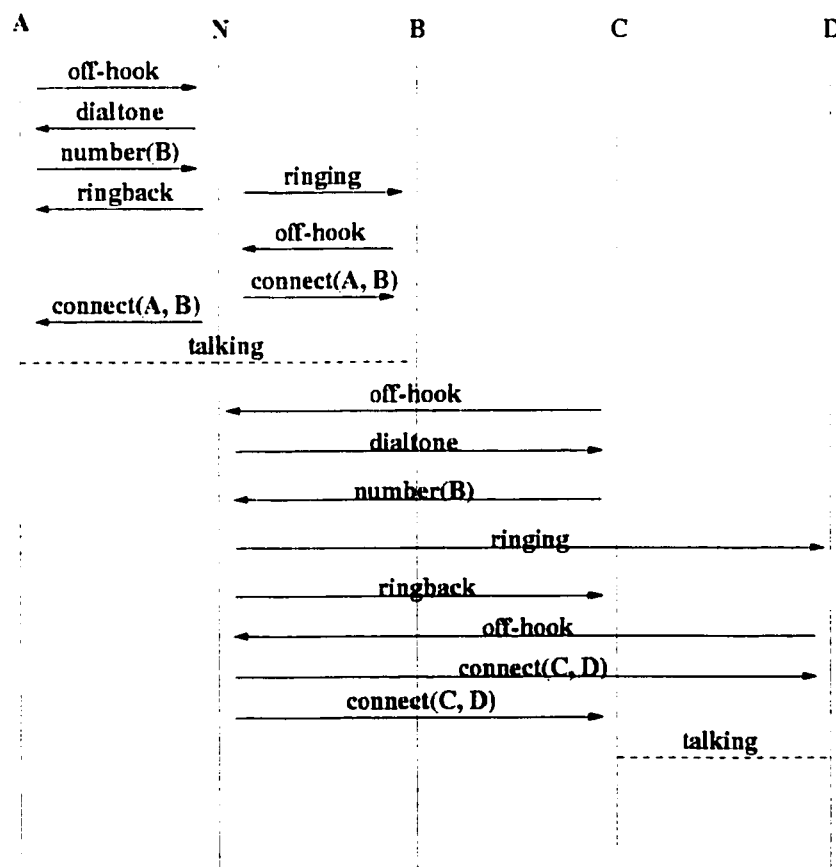 A N B C D
off-hook
dialtone
number(B)
ringback ringing
off-hook
connect(A, B)
connect(A, B)
talking
off-hook
dialtone
number(B)
ringing
ringback
off-hook
connect(C, D)
connect(C, D)
talking